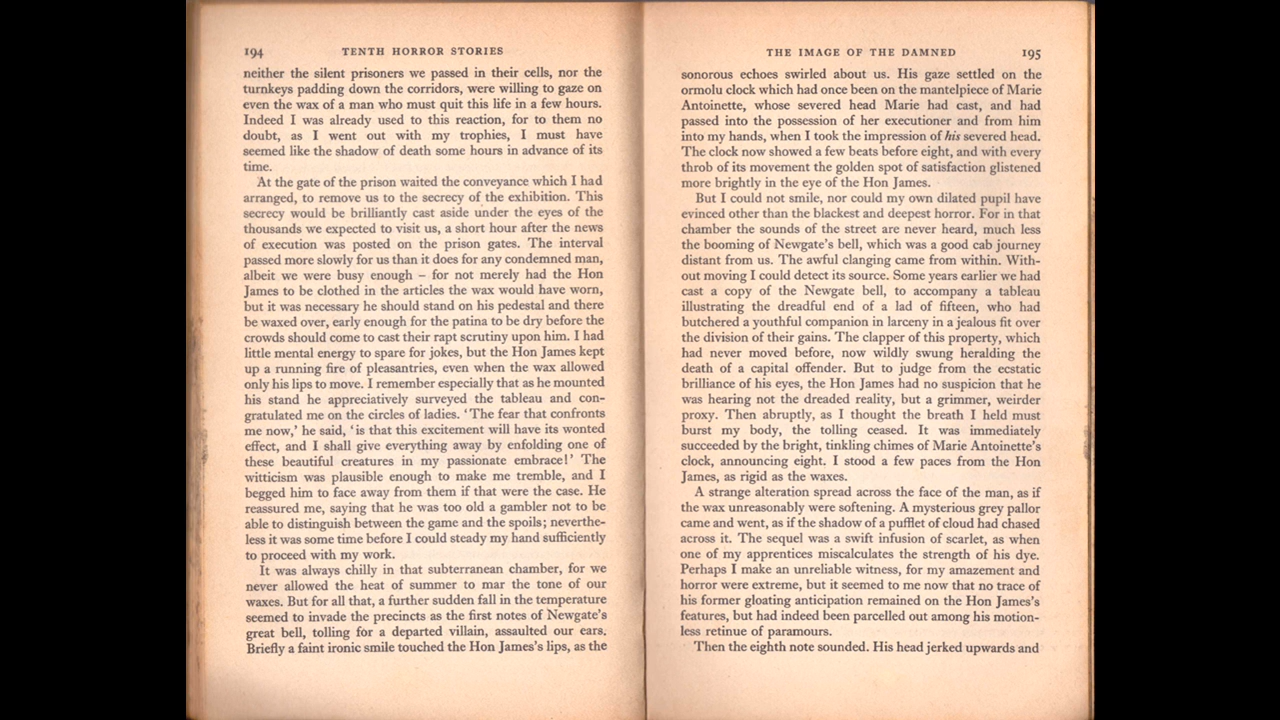 194 TENTH HORROR STORIES
neither the silent prisoners we passed in their cells, nor the
turnkeys padding down the corridors, were willing to gaze on
even the wax of a man who must quit this life in a few hours.
Indeed I was already used to this reaction, for to them no
doubt, as I went out with my trophies, I must have
seemed like the shadow of death some hours in advance of its
time.
At the gate of the prison waited the conveyance which I had
arranged, to remove us to the secrecy of the exhibition. This
secrecy would be brilliantly cast aside under the eyes of the
thousands we expected to visit us, a short hour after the news
of execution was posted on the prison gates. The interval
passed more slowly for us than it does for any condemned man,
albeit we were busy enough – for not merely had the Hon
James to be clothed in the articles the wax would have worn,
but it was necessary he should stand on his pedestal and there
be waxed over, early enough for the patina to be dry before the
crowds should come to cast their rapt scrutiny upon him. I had
little mental energy to spare for jokes, but the Hon James kept
up a running fire of pleasantries, even when the wax allowed
only his lips to move. I remember especially that as he mounted
his stand he appreciatively surveyed the tableau and con-
gratulated me on the circles of ladies. ‘The fear that confronts
me now,’ he said, ‘is that this excitement will have its wonted
effect, and I shall give everything away by enfolding one of
these beautiful creatures in my passionate embrace!’ The
witticism was plausible enough to make me tremble, and I
begged him to face away from them if that were the case. He
reassured me, saying that he was too old a gambler not to be
able to distinguish between the game and the spoils; neverthe-
less it was some time before I could steady my hand sufficiently
to proceed with my work.
It was always chilly in that subterranean chamber, for we
never allowed the heat of summer to mar the tone of our
waxes. But for all that, a further sudden fall in the temperature
seemed to invade the precincts as the first notes of Newgate's
great bell, tolling for a departed villain, assaulted our ears.
Briefly a faint ironic smile touched the Hon James's lips, as the
THE IMAGE OF THE DAMNED 195
sonorous echoes swirled about us. His gaze settled on the
ormolu clock which had once been on the mantelpiece of Marie
Antoinette, whose severed head Marie had cast, and had
passed into the possession of her executioner and from him
into my hands, when I took the impression of his severed head.
The clock now showed a few beats before eight, and with every
throb of its movement the golden spot of satisfaction glistened
more brightly in the eye of the Hon James.
But I could not smile, nor could my own dilated pupil have
evinced other than the blackest and deepest horror. For in that
chamber the sounds of the street are never heard, much less
the booming of Newgate's bell, which was a good cab journey
distant from us. The awful clanging came from within. With-
out moving I could detect its source. Some years earlier we had
cast a copy of the Newgate bell, to accompany a tableau
illustrating the dreadful end of a lad of fifteen, who had
butchered a youthful companion in larceny in a jealous fit over
the division of their gains. The clapper of this property, which
had never moved before, now wildly swung heralding the
death of a capital offender. But to judge from the ecstatic
brilliance of his eyes, the Hon James had no suspicion that he
was hearing not the dreaded reality, but a grimmer, weirder
proxy. Then abruptly, as I thought the breath I held must
burst my body, the tolling ceased. It was immediately
succeeded by the bright, tinkling chimes of Marie Antoinette's
clock, announcing eight. I stood a few paces from the Hon
James, as rigid as the waxes.
A strange alteration spread across the face of the man, as if
the wax unreasonably were softening. A mysterious grey pallor
came and went, as if the shadow of a pufflet of cloud had chased
across it. The sequel was a swift infusion of scarlet, as when
one of my apprentices miscalculates the strength of his dye.
Perhaps I make an unreliable witness, for my amazement and
horror were extreme, but it seemed to me now that no trace of
his former gloating anticipation remained on the Hon James's
features, but had indeed been parcelled out among his motion-
less retinue of paramours.
Then the eighth note sounded. His head jerked upwards and